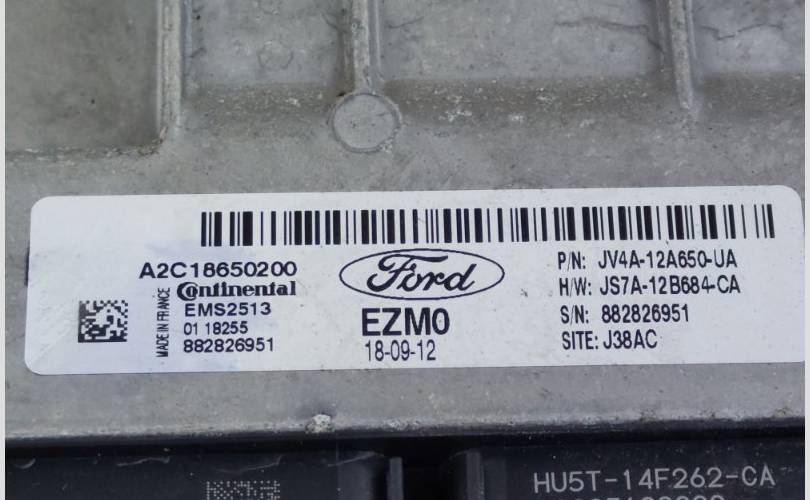 A2C18650200
Continental
EMS2513
01 18255
882826951
MADE IN FRANCE
Ford
EZM0
18-09-12
P/N: JV4A-12A650-UA
H/W: JS7A-12B684-CA
S/N: 882826951
SITE: J38AC
HU5T-14F262-CA